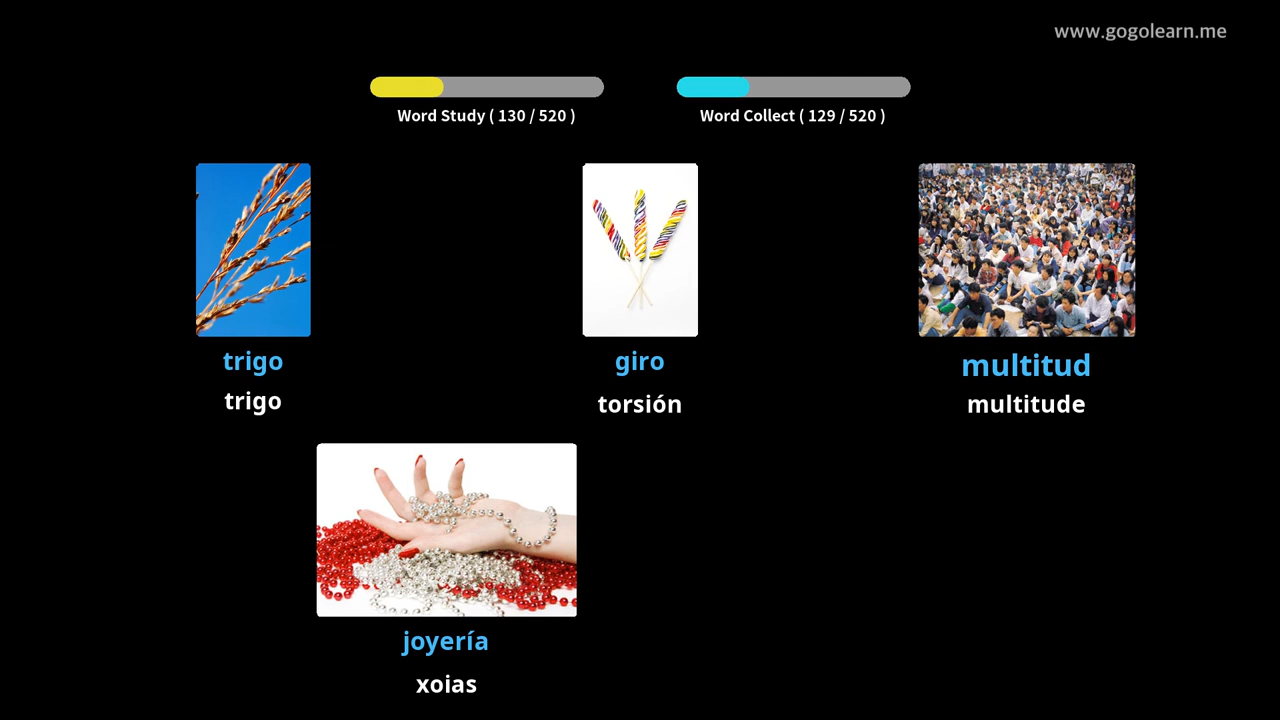 www.gogolearn.me
Word Study ( 130 / 520 )
Word Collect ( 129 / 520 )
trigo
trigo
giro
torsión
multitud
multitude
joyería
xoias